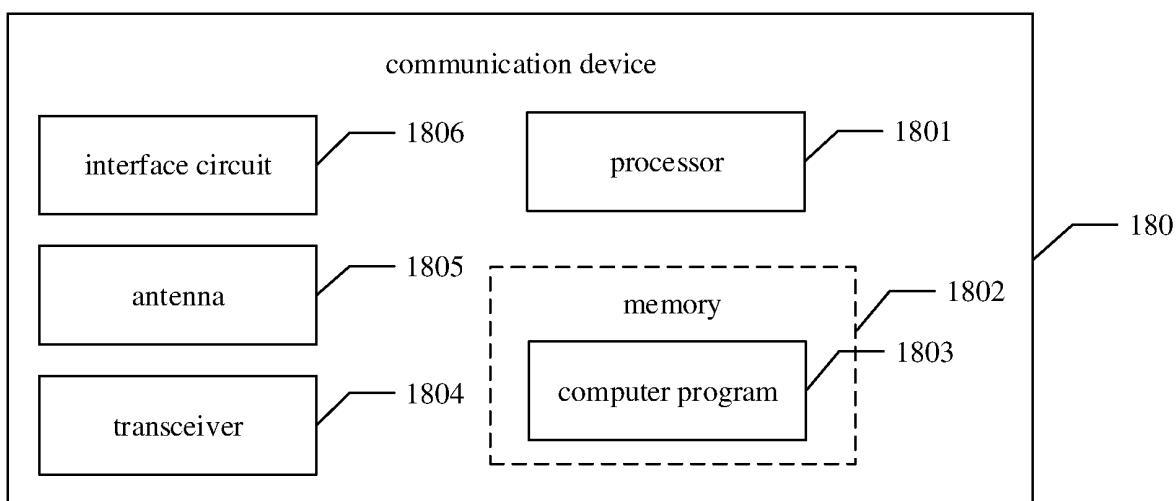 communication device
interface circuit
1806
processor
1801
180
antenna
1805
memory
1802
computer program
1803
transceiver
1804